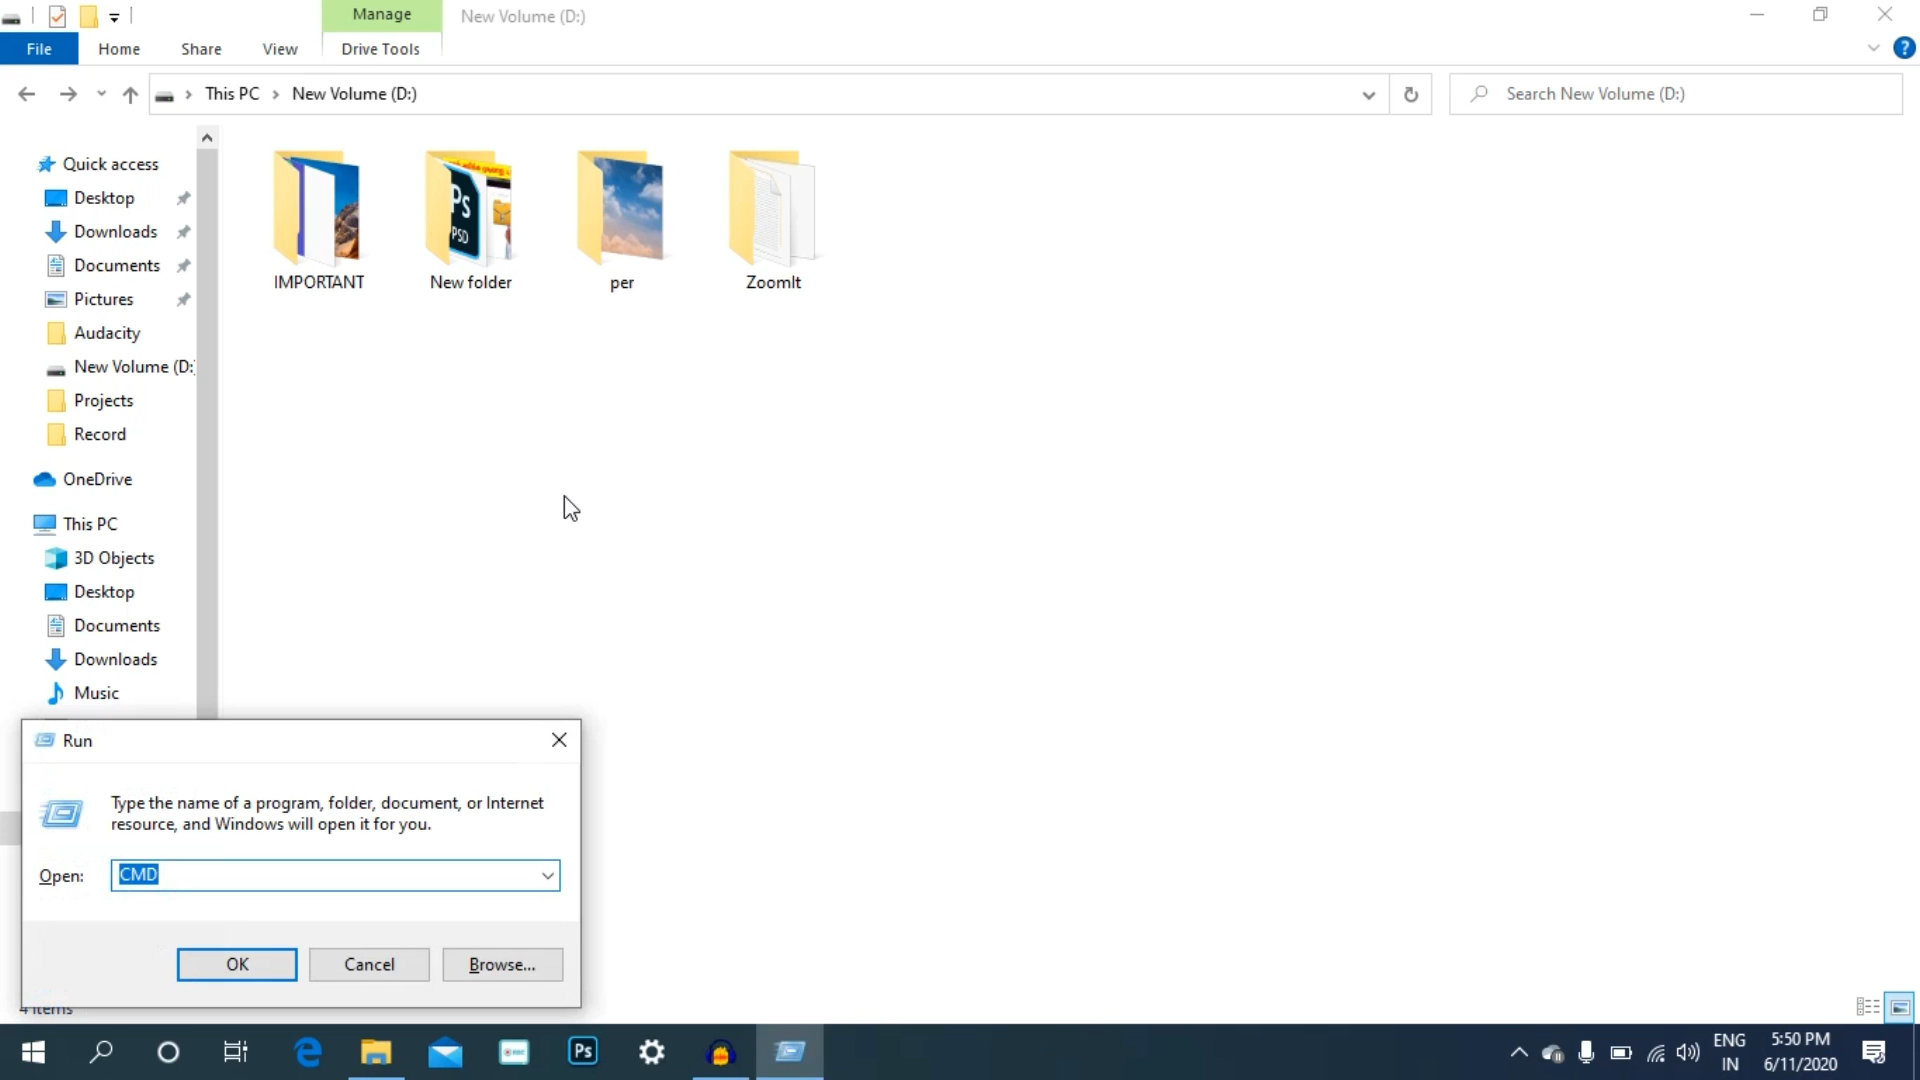 Manage
New Volume (D:)
File
Home
Share
View
Drive Tools
?
This PC
New Volume (D:)
Search New Volume (D:)
Quick access
Desktop
Downloads
Documents
Pictures
Audacity
New Volume (D:
Projects
Record
OneDrive
This PC
3D Objects
Desktop
Documents
Downloads
Music
Ps
PSD
IMPORTANT
New folder
per
ZoomIt
Run
Type the name of a program, folder, document, or Internet
resource, and Windows will open it for you.
Open:
CMD
OK
Cancel
Browse...
4 items
Ps
ENG
IN
5:50 PM
6/11/2020